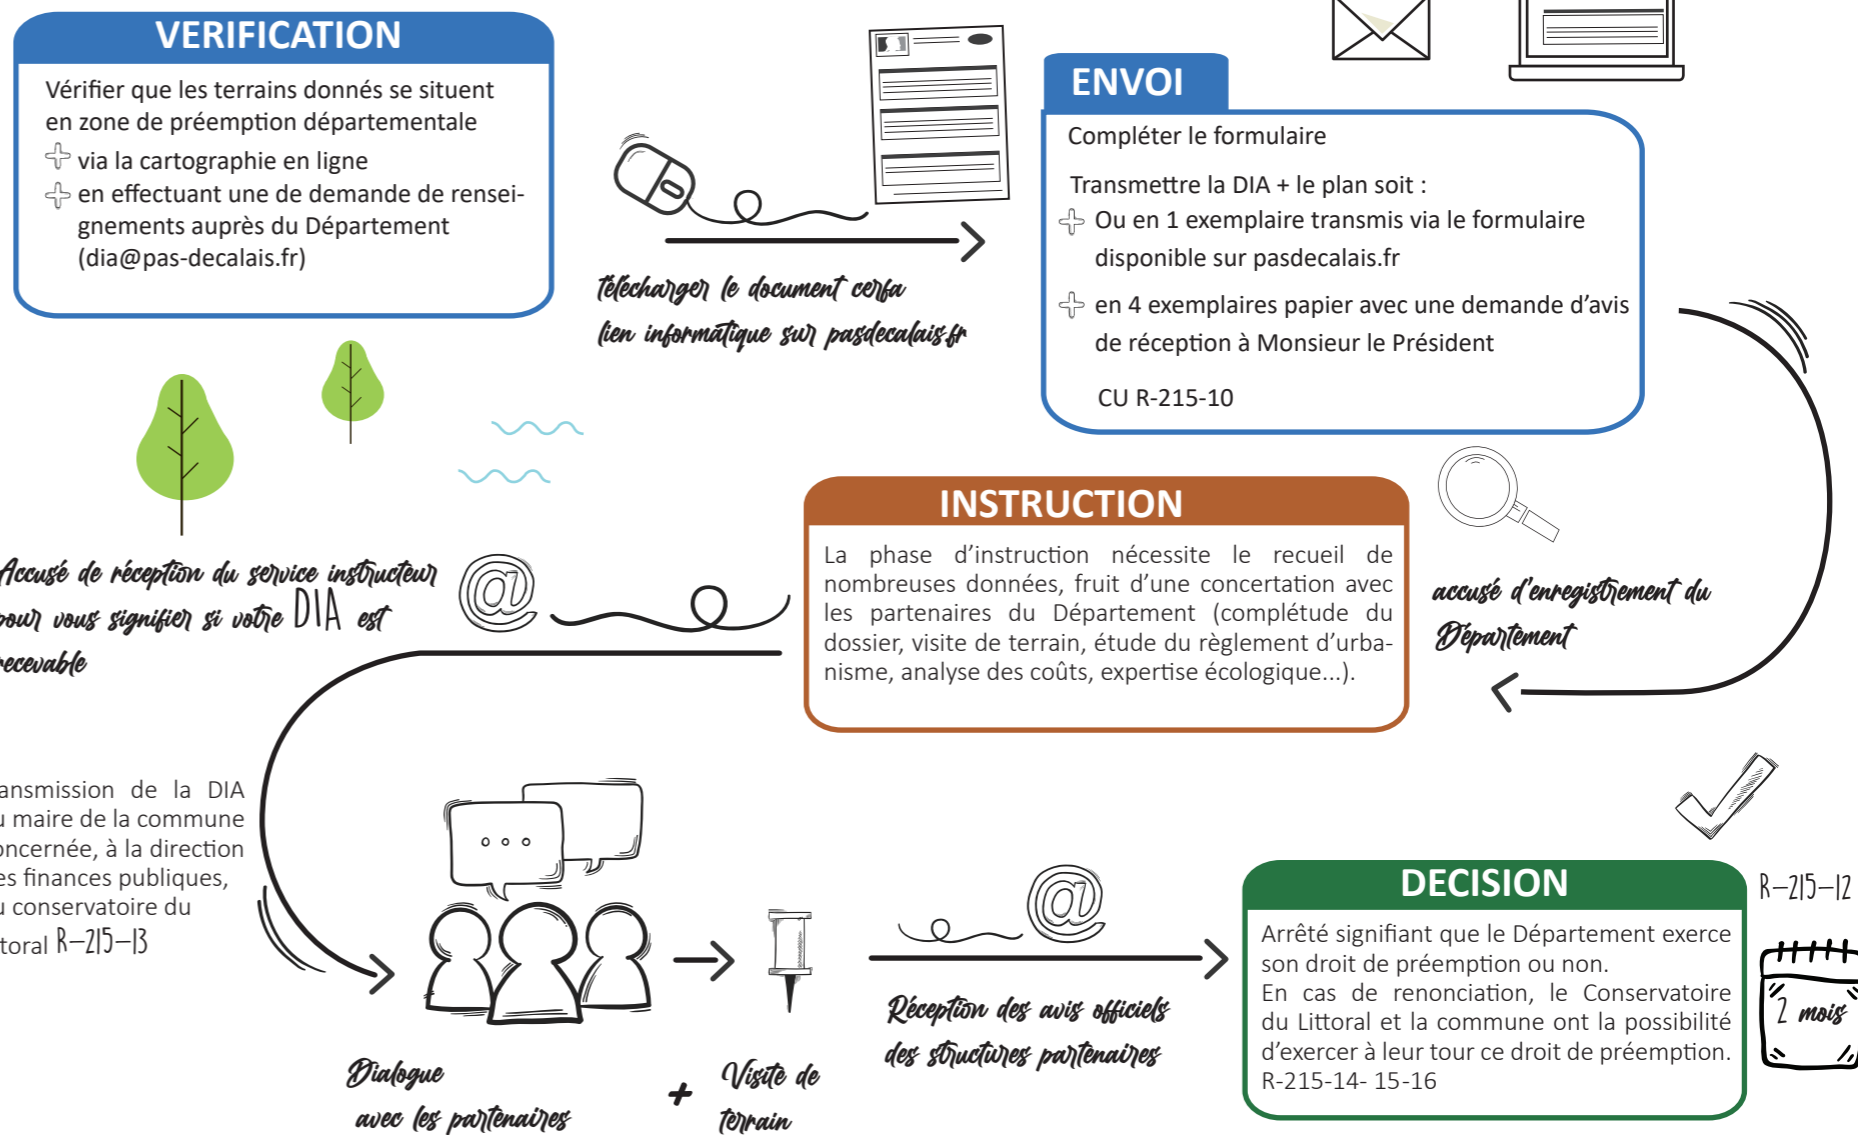 VERIFICATION
Vérifier que les terrains donnés se situent
en zone de préemption départementale
via la cartographie en ligne
en effectuant une de demande de rensei-
gnements auprès du Département
(dia@pas-decalais.fr)
télécharger le document cerfa
lien informatique sur pasdecalais.fr
ENVOI
Compléter le formulaire
Transmettre la DIA + le plan soit :
Ou en 1 exemplaire transmis via le formulaire
disponible sur pasdecalais.fr
en 4 exemplaires papier avec une demande d'avis
de réception à Monsieur le Président
CU R-215-10
accusé d'enregistrement du
Département
INSTRUCTION
La phase d'instruction nécessite le recueil de
nombreuses données, fruit d'une concertation avec
les partenaires du Département (complétude du
dossier, visite de terrain, étude du règlement d'urba-
nisme, analyse des coûts, expertise écologique...).
Accusé de réception du service instructeur
pour vous signifier si votre DIA est
recevable
ansmission de la DIA
u maire de la commune
oncernée, à la direction
es finances publiques,
u conservatoire du
ttoral R-215-13
Dialogue
avec les partenaires
+
Visite de
terrain
Réception des avis officiels
des structures partenaires
DECISION
Arrêté signifiant que le Département exerce
son droit de préemption ou non.
En cas de renonciation, le Conservatoire
du Littoral et la commune ont la possibilité
d'exercer à leur tour ce droit de préemption.
R-215-14- 15-16
R-215-12
2 mois